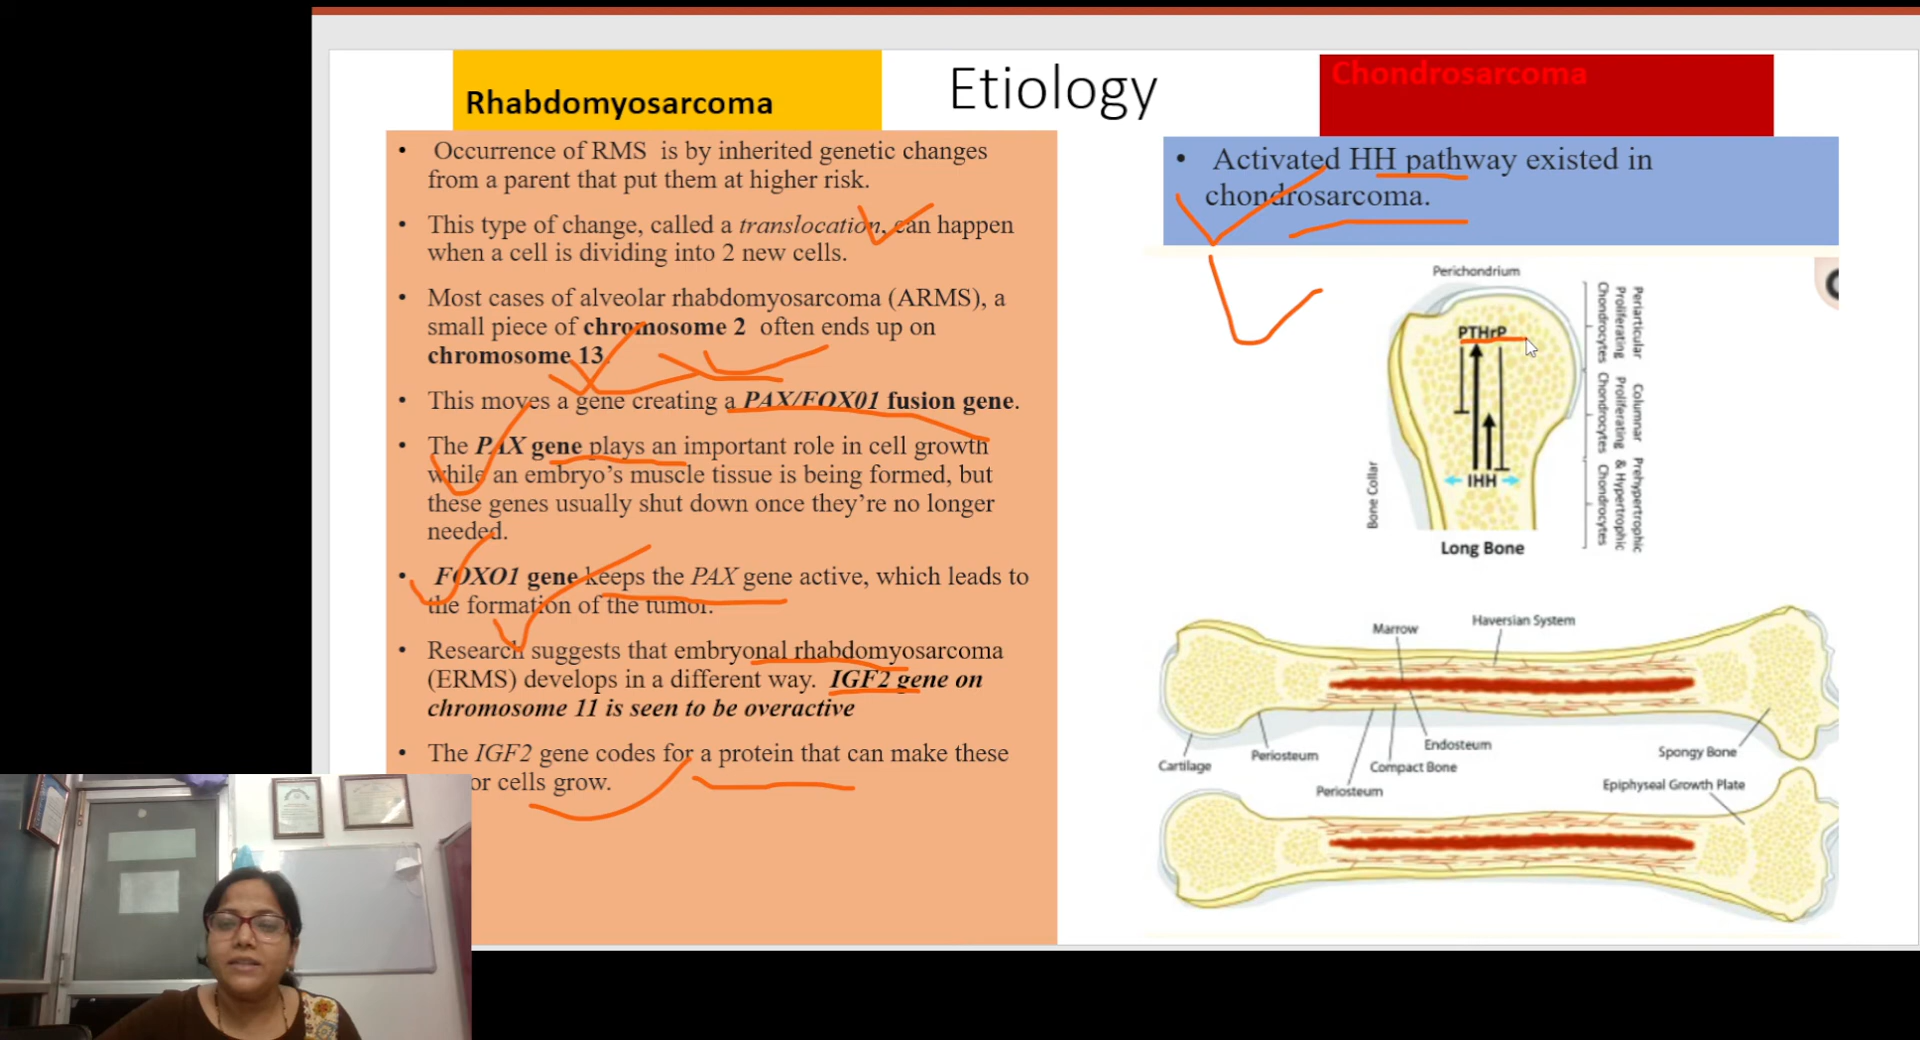 Etiology
Rhabdomyosarcoma
• Occurrence of RMS is by inherited genetic changes
from a parent that put them at higher risk.
• This type of change, called a translocation, can happen
when a cell is dividing into 2 new cells.
• Most cases of alveolar rhabdomyosarcoma (ARMS), a
small piece of chromosome 2 often ends up on
chromosome 13.
• This moves a gene creating a PAX/FOX01 fusion gene.
• The PAX gene plays an important role in cell growth
while an embryo's muscle tissue is being formed, but
these genes usually shut down once they're no longer
needed.
• FOXO1 gene keeps the PAX gene active, which leads to
the formation of the tumor.
• Research suggests that embryonal rhabdomyosarcoma
(ERMS) develops in a different way. IGF2 gene on
chromosome 11 is seen to be overactive
• The IGF2 gene codes for a protein that can make these
or cells grow.
Chondrosarcoma
• Activated HH pathway existed in
chondrosarcoma.
Perichondrium
PTHrP
IHH
Bone Collar
Long Bone
Periarticular
Proliferating
Chondrocytes
Columnar
Proliferating
Chondrocytes
Prehypertrophic
& Hypertrophic
Chondrocytes
Marrow
Haversian System
Cartilage
Periosteum
Periosteum
Compact Bone
Endosteum
Spongy Bone
Epiphyseal Growth Plate